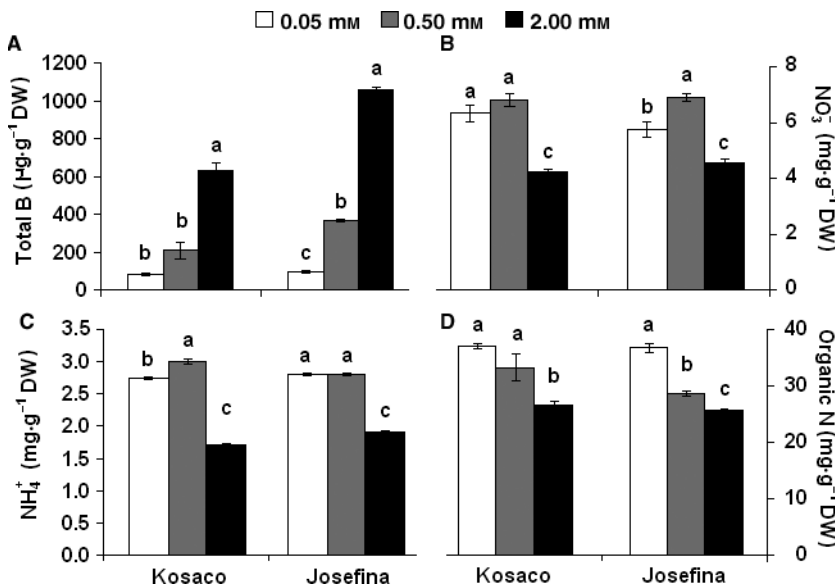 0.05 mM 0.50 mM 2.00 mM
A
Total B (µg·g⁻¹ DW)
1200
1000
800
600
400
200
0
b b a
c b a
B
a a c
b a c
8
6
4
2
0
NO₃⁻ (mg·g⁻¹ DW)
C
NH₄⁺ (mg·g⁻¹ DW)
3.5
3.0
2.5
2.0
1.5
1.0
0.5
0.0
b a c
a a c
Kosaco Josefina
D
a a b
a b c
40
30
20
10
0
Organic N (mg·g⁻¹ DW)
Kosaco Josefina